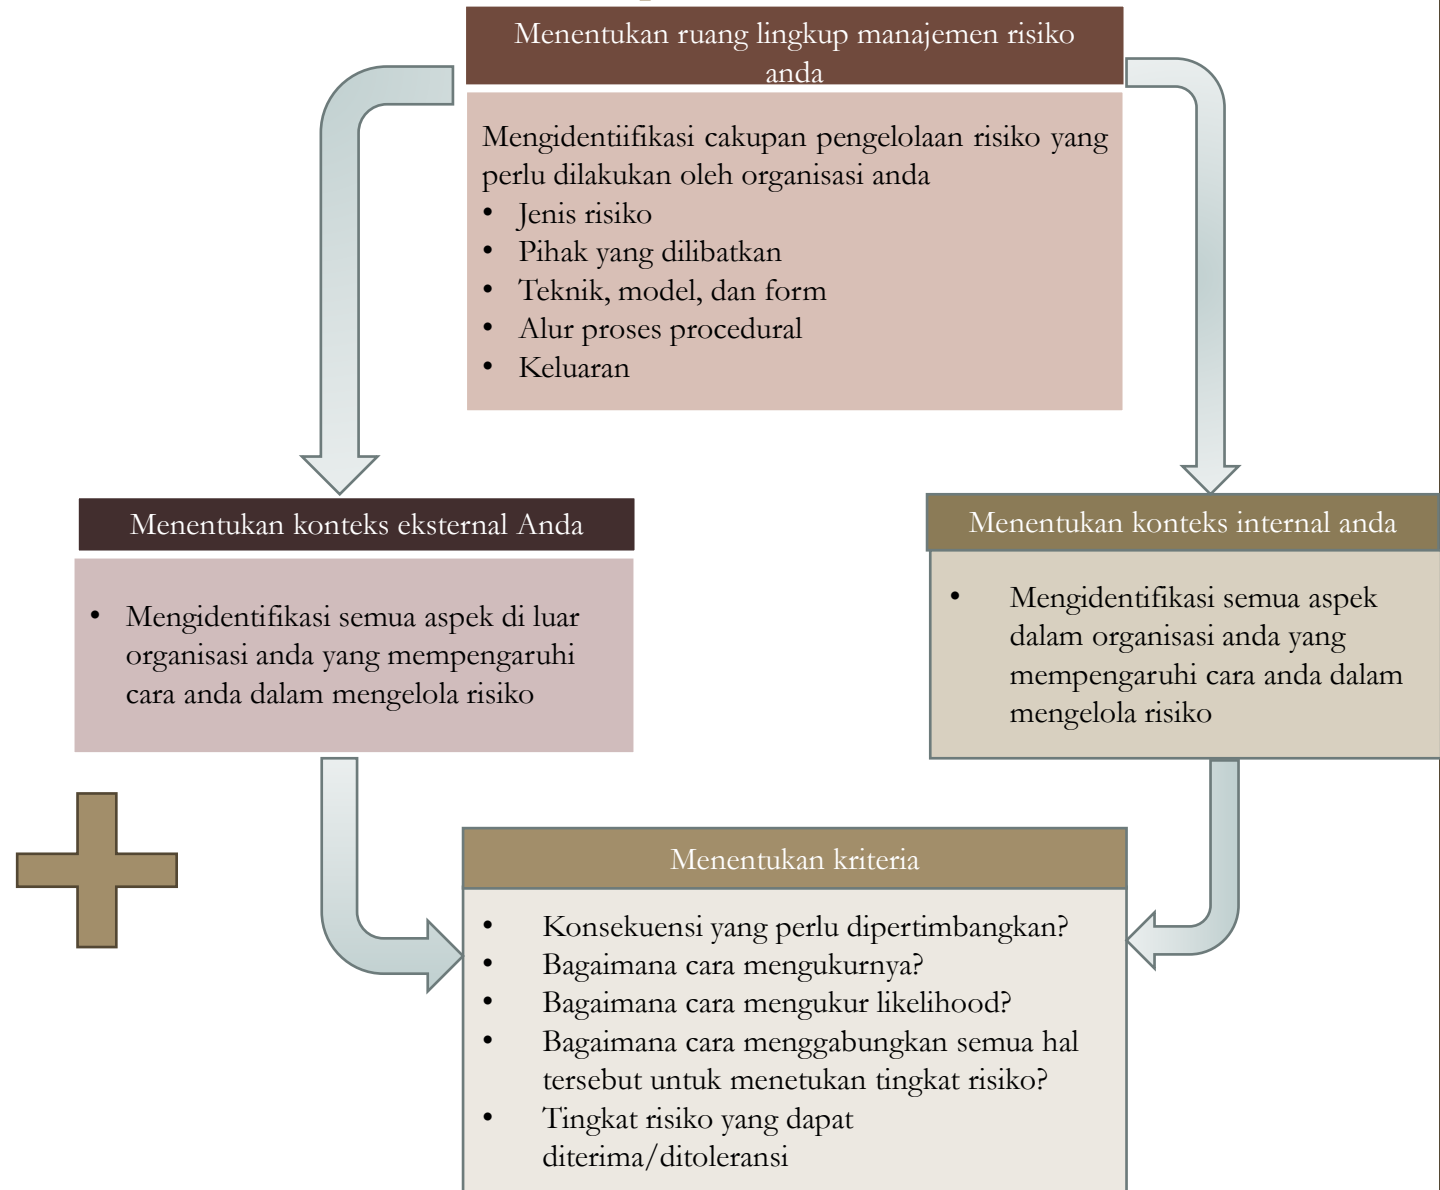 Menentukan ruang lingkup manajemen risiko
anda
Mengidentiifikasi cakupan pengelolaan risiko yang
perlu dilakukan oleh organisasi anda
• Jenis risiko
• Pihak yang dilibatkan
• Teknik, model, dan form
• Alur proses procedural
• Keluaran
Menentukan konteks eksternal Anda
• Mengidentifikasi semua aspek di luar
organisasi anda yang mempengaruhi
cara anda dalam mengelola risiko
Menentukan konteks internal anda
• Mengidentifikasi semua aspek
dalam organisasi anda yang
mempengaruhi cara anda dalam
mengelola risiko
Menentukan kriteria
• Konsekuensi yang perlu dipertimbangkan?
• Bagaimana cara mengukurnya?
• Bagaimana cara mengukur likelihood?
• Bagaimana cara menggabungkan semua hal
tersebut untuk menetukan tingkat risiko?
• Tingkat risiko yang dapat
diterima/ditoleransi